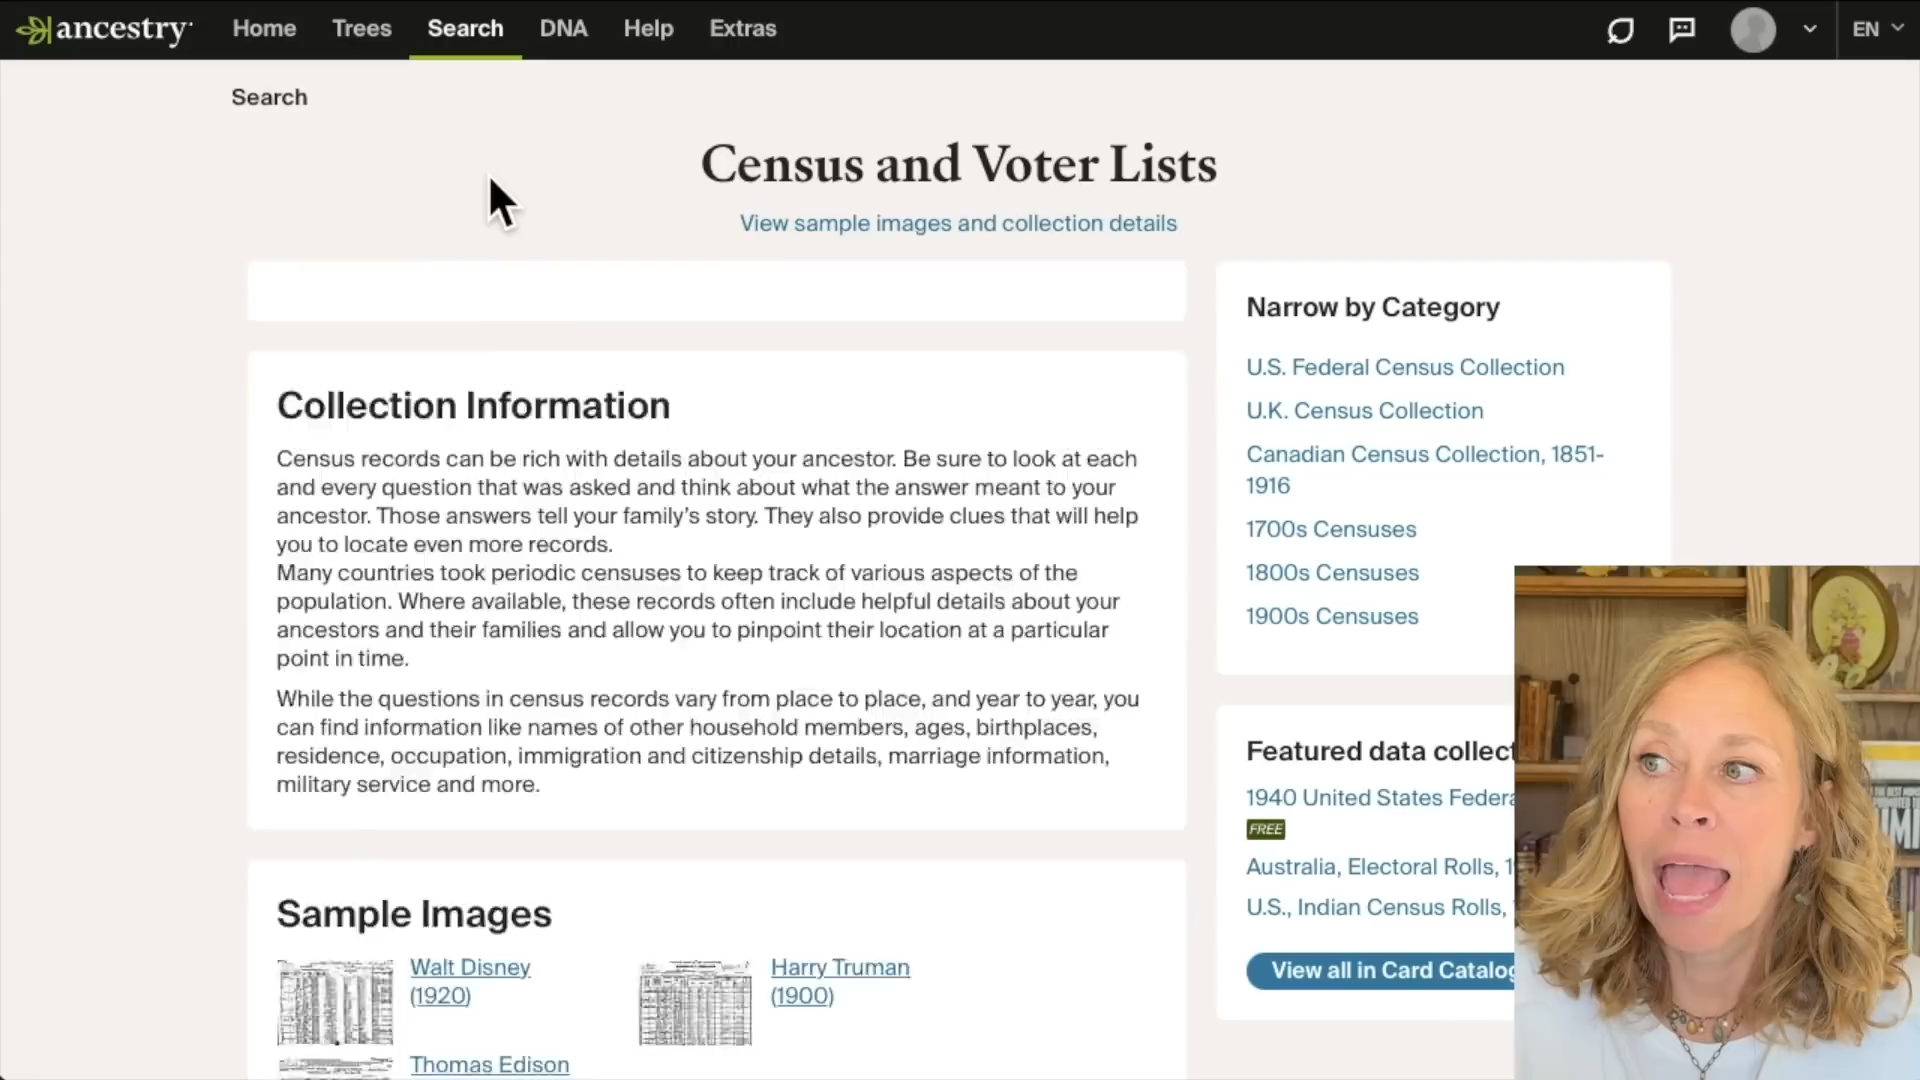 ancestry
Home
Trees
Search
DNA
Help
Extras
EN
Search
Census and Voter Lists
View sample images and collection details
Collection Information
Census records can be rich with details about your ancestor. Be sure to look at each
and every question that was asked and think about what the answer meant to your
ancestor. Those answers tell your family’s story. They also provide clues that will help
you to locate even more records.
Many countries took periodic censuses to keep track of various aspects of the
population. Where available, these records often include helpful details about your
ancestors and their families and allow you to pinpoint their location at a particular
point in time.
While the questions in census records vary from place to place, and year to year, you
can find information like names of other household members, ages, birthplaces,
residence, occupation, immigration and citizenship details, marriage information,
military service and more.
Sample Images
Walt Disney
(1920)
Harry Truman
(1900)
Thomas Edison
Narrow by Category
U.S. Federal Census Collection
U.K. Census Collection
Canadian Census Collection, 1851-
1916
1700s Censuses
1800s Censuses
1900s Censuses
Featured data collect
1940 United States Federa
FREE
Australia, Electoral Rolls, 1
U.S., Indian Census Rolls,
View all in Card Catalog